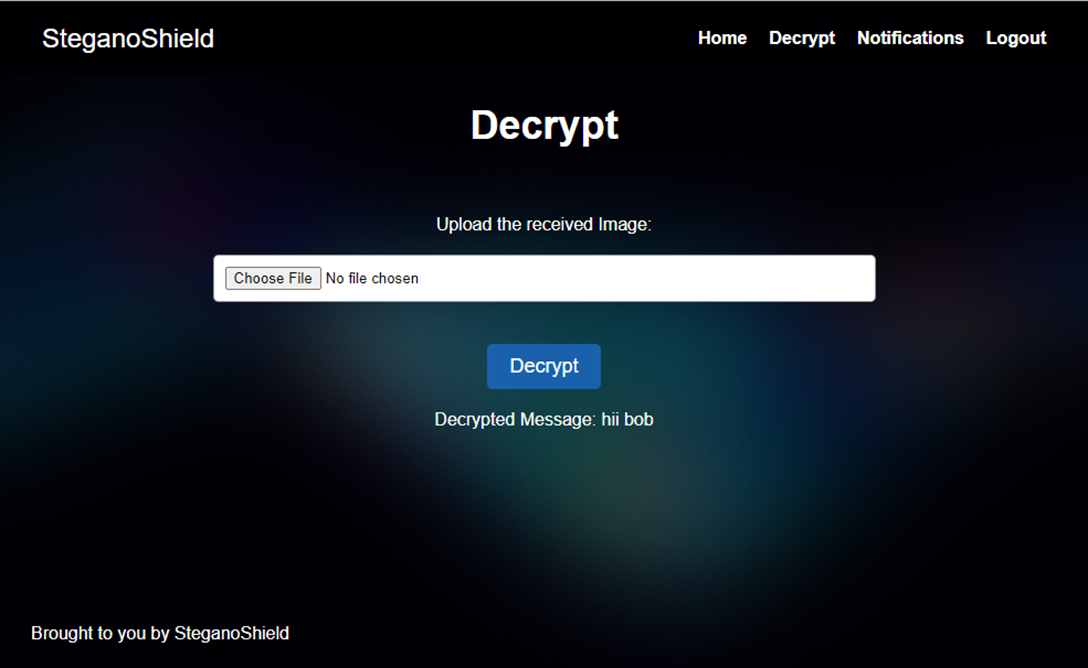 SteganoShield
Home Decrypt Notifications Logout
Decrypt
Upload the received Image:
Choose File No file chosen
Decrypt
Decrypted Message: hii bob
Brought to you by SteganoShield